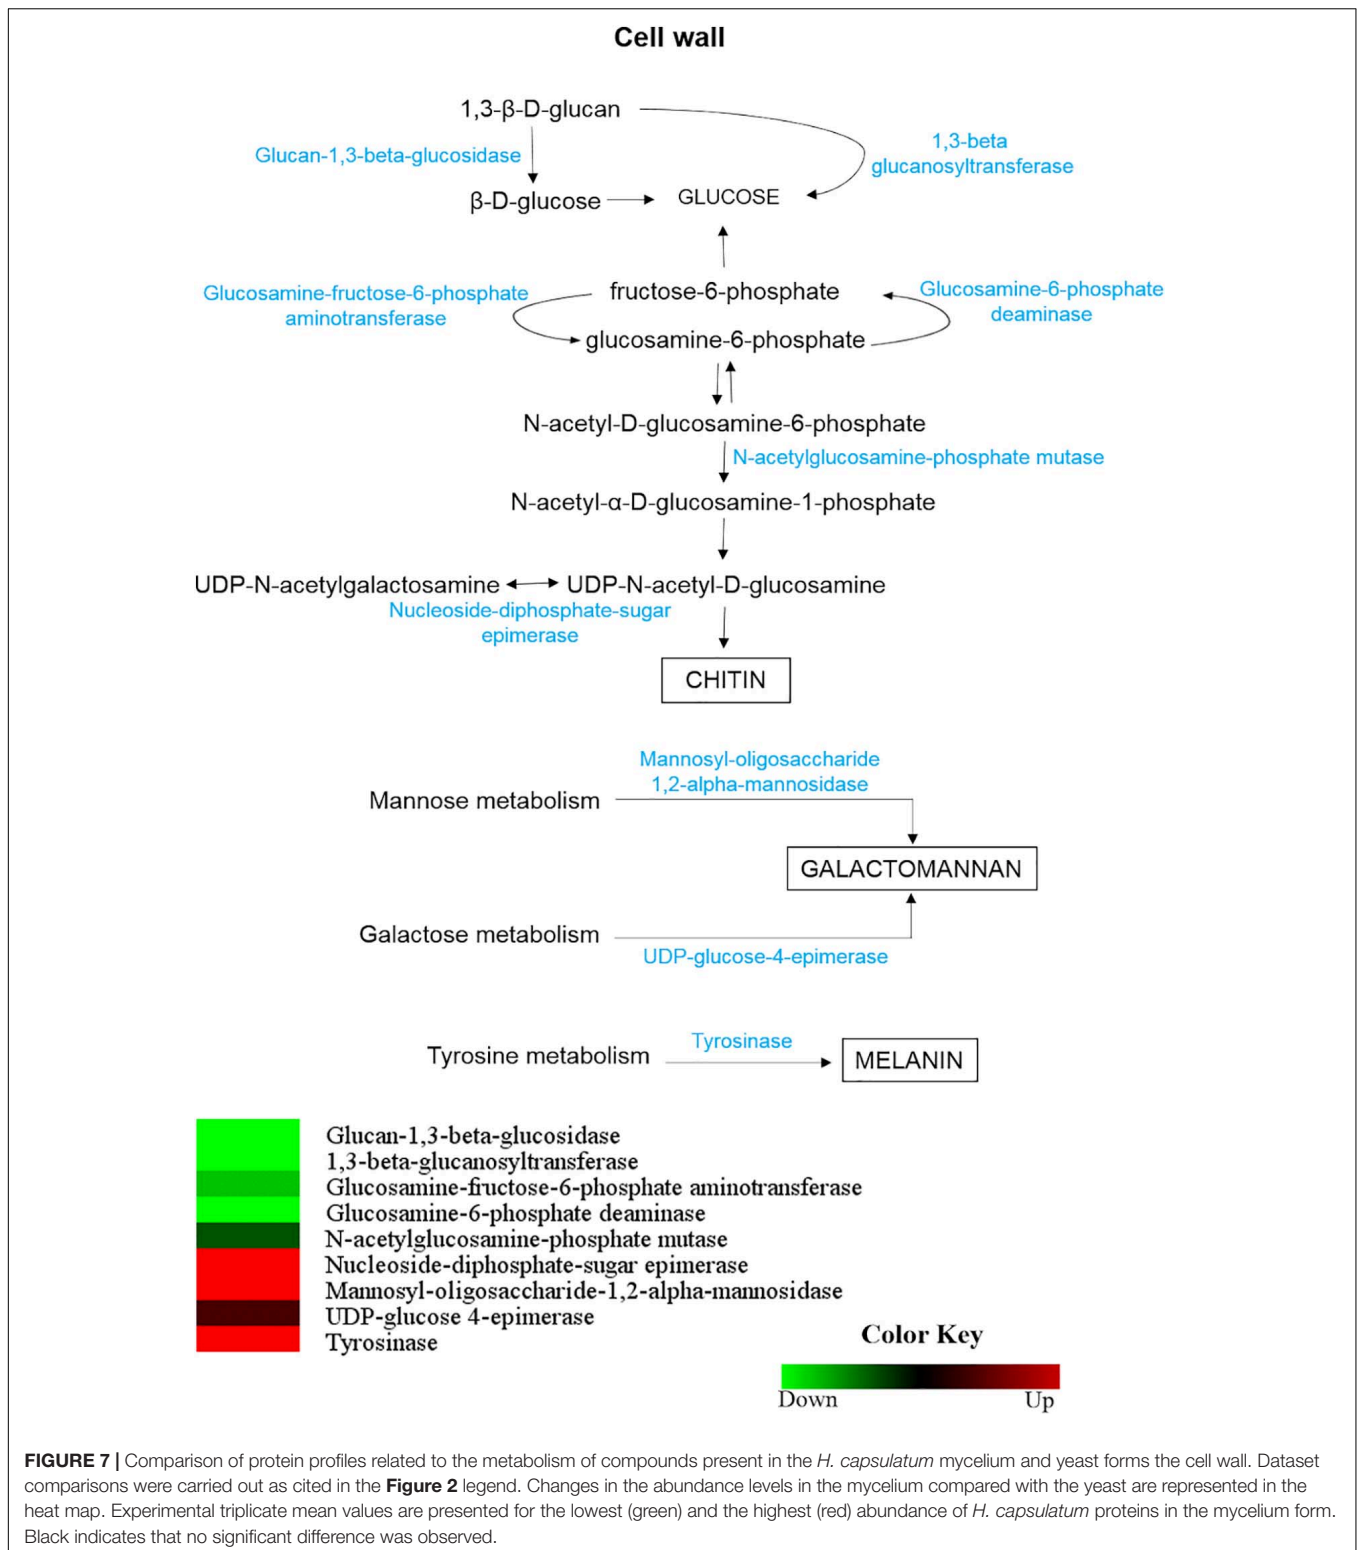 Cell wall
1,3-β-D-glucan
Glucan-1,3-beta-glucosidase
1,3-beta
glucanosyltransferase
β-D-glucose
GLUCOSE
Glucosamine-fructose-6-phosphate
aminotransferase
fructose-6-phosphate
Glucosamine-6-phosphate
deaminase
glucosamine-6-phosphate
N-acetyl-D-glucosamine-6-phosphate
N-acetylglucosamine-phosphate mutase
N-acetyl-α-D-glucosamine-1-phosphate
UDP-N-acetylgalactosamine
UDP-N-acetyl-D-glucosamine
Nucleoside-diphosphate-sugar
epimerase
CHITIN
Mannosyl-oligosaccharide
1,2-alpha-mannosidase
Mannose metabolism
GALACTOMANNAN
Galactose metabolism
UDP-glucose-4-epimerase
Tyrosine metabolism
Tyrosinase
MELANIN
Glucan-1,3-beta-glucosidase
1,3-beta-glucanosyltransferase
Glucosamine-fructose-6-phosphate aminotransferase
Glucosamine-6-phosphate deaminase
N-acetylglucosamine-phosphate mutase
Nucleoside-diphosphate-sugar epimerase
Mannosyl-oligosaccharide-1,2-alpha-mannosidase
UDP-glucose 4-epimerase
Tyrosinase
Color Key
Down
Up
FIGURE 7 | Comparison of protein profiles related to the metabolism of compounds present in the H. capsulatum mycelium and yeast forms the cell wall. Dataset
comparisons were carried out as cited in the Figure 2 legend. Changes in the abundance levels in the mycelium compared with the yeast are represented in the
heat map. Experimental triplicate mean values are presented for the lowest (green) and the highest (red) abundance of H. capsulatum proteins in the mycelium form.
Black indicates that no significant difference was observed.